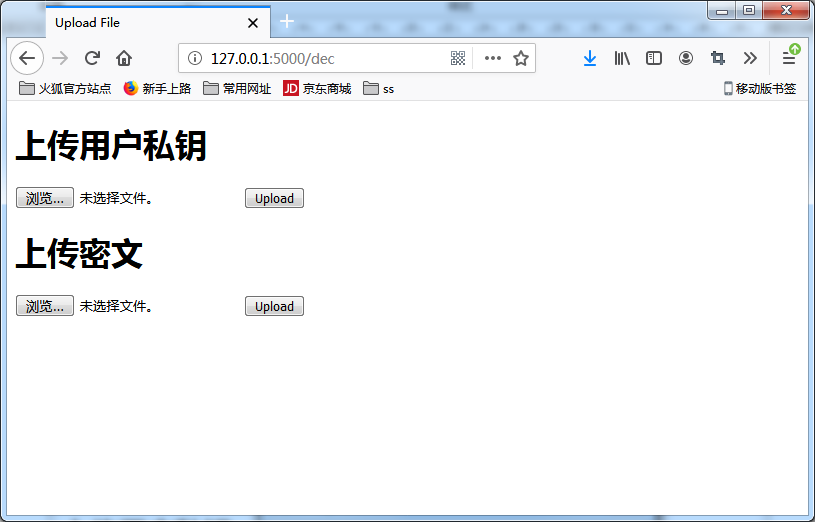 Upload File
127.0.0.1:5000/dec
火狐官方站点 新手上路 常用网址 JD 京东商城 ss 移动版书签
上传用户私钥
浏览... 未选择文件。 Upload
上传密文
浏览... 未选择文件。 Upload